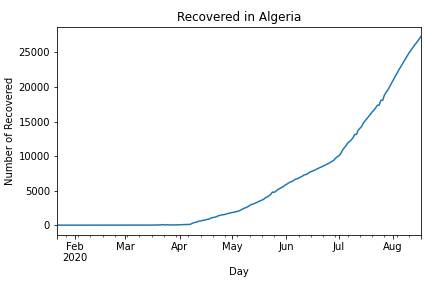 Recovered in Algeria
Number of Recovered
25000
20000
15000
10000
5000
0
Feb Mar Apr May Jun Jul Aug
2020
Day